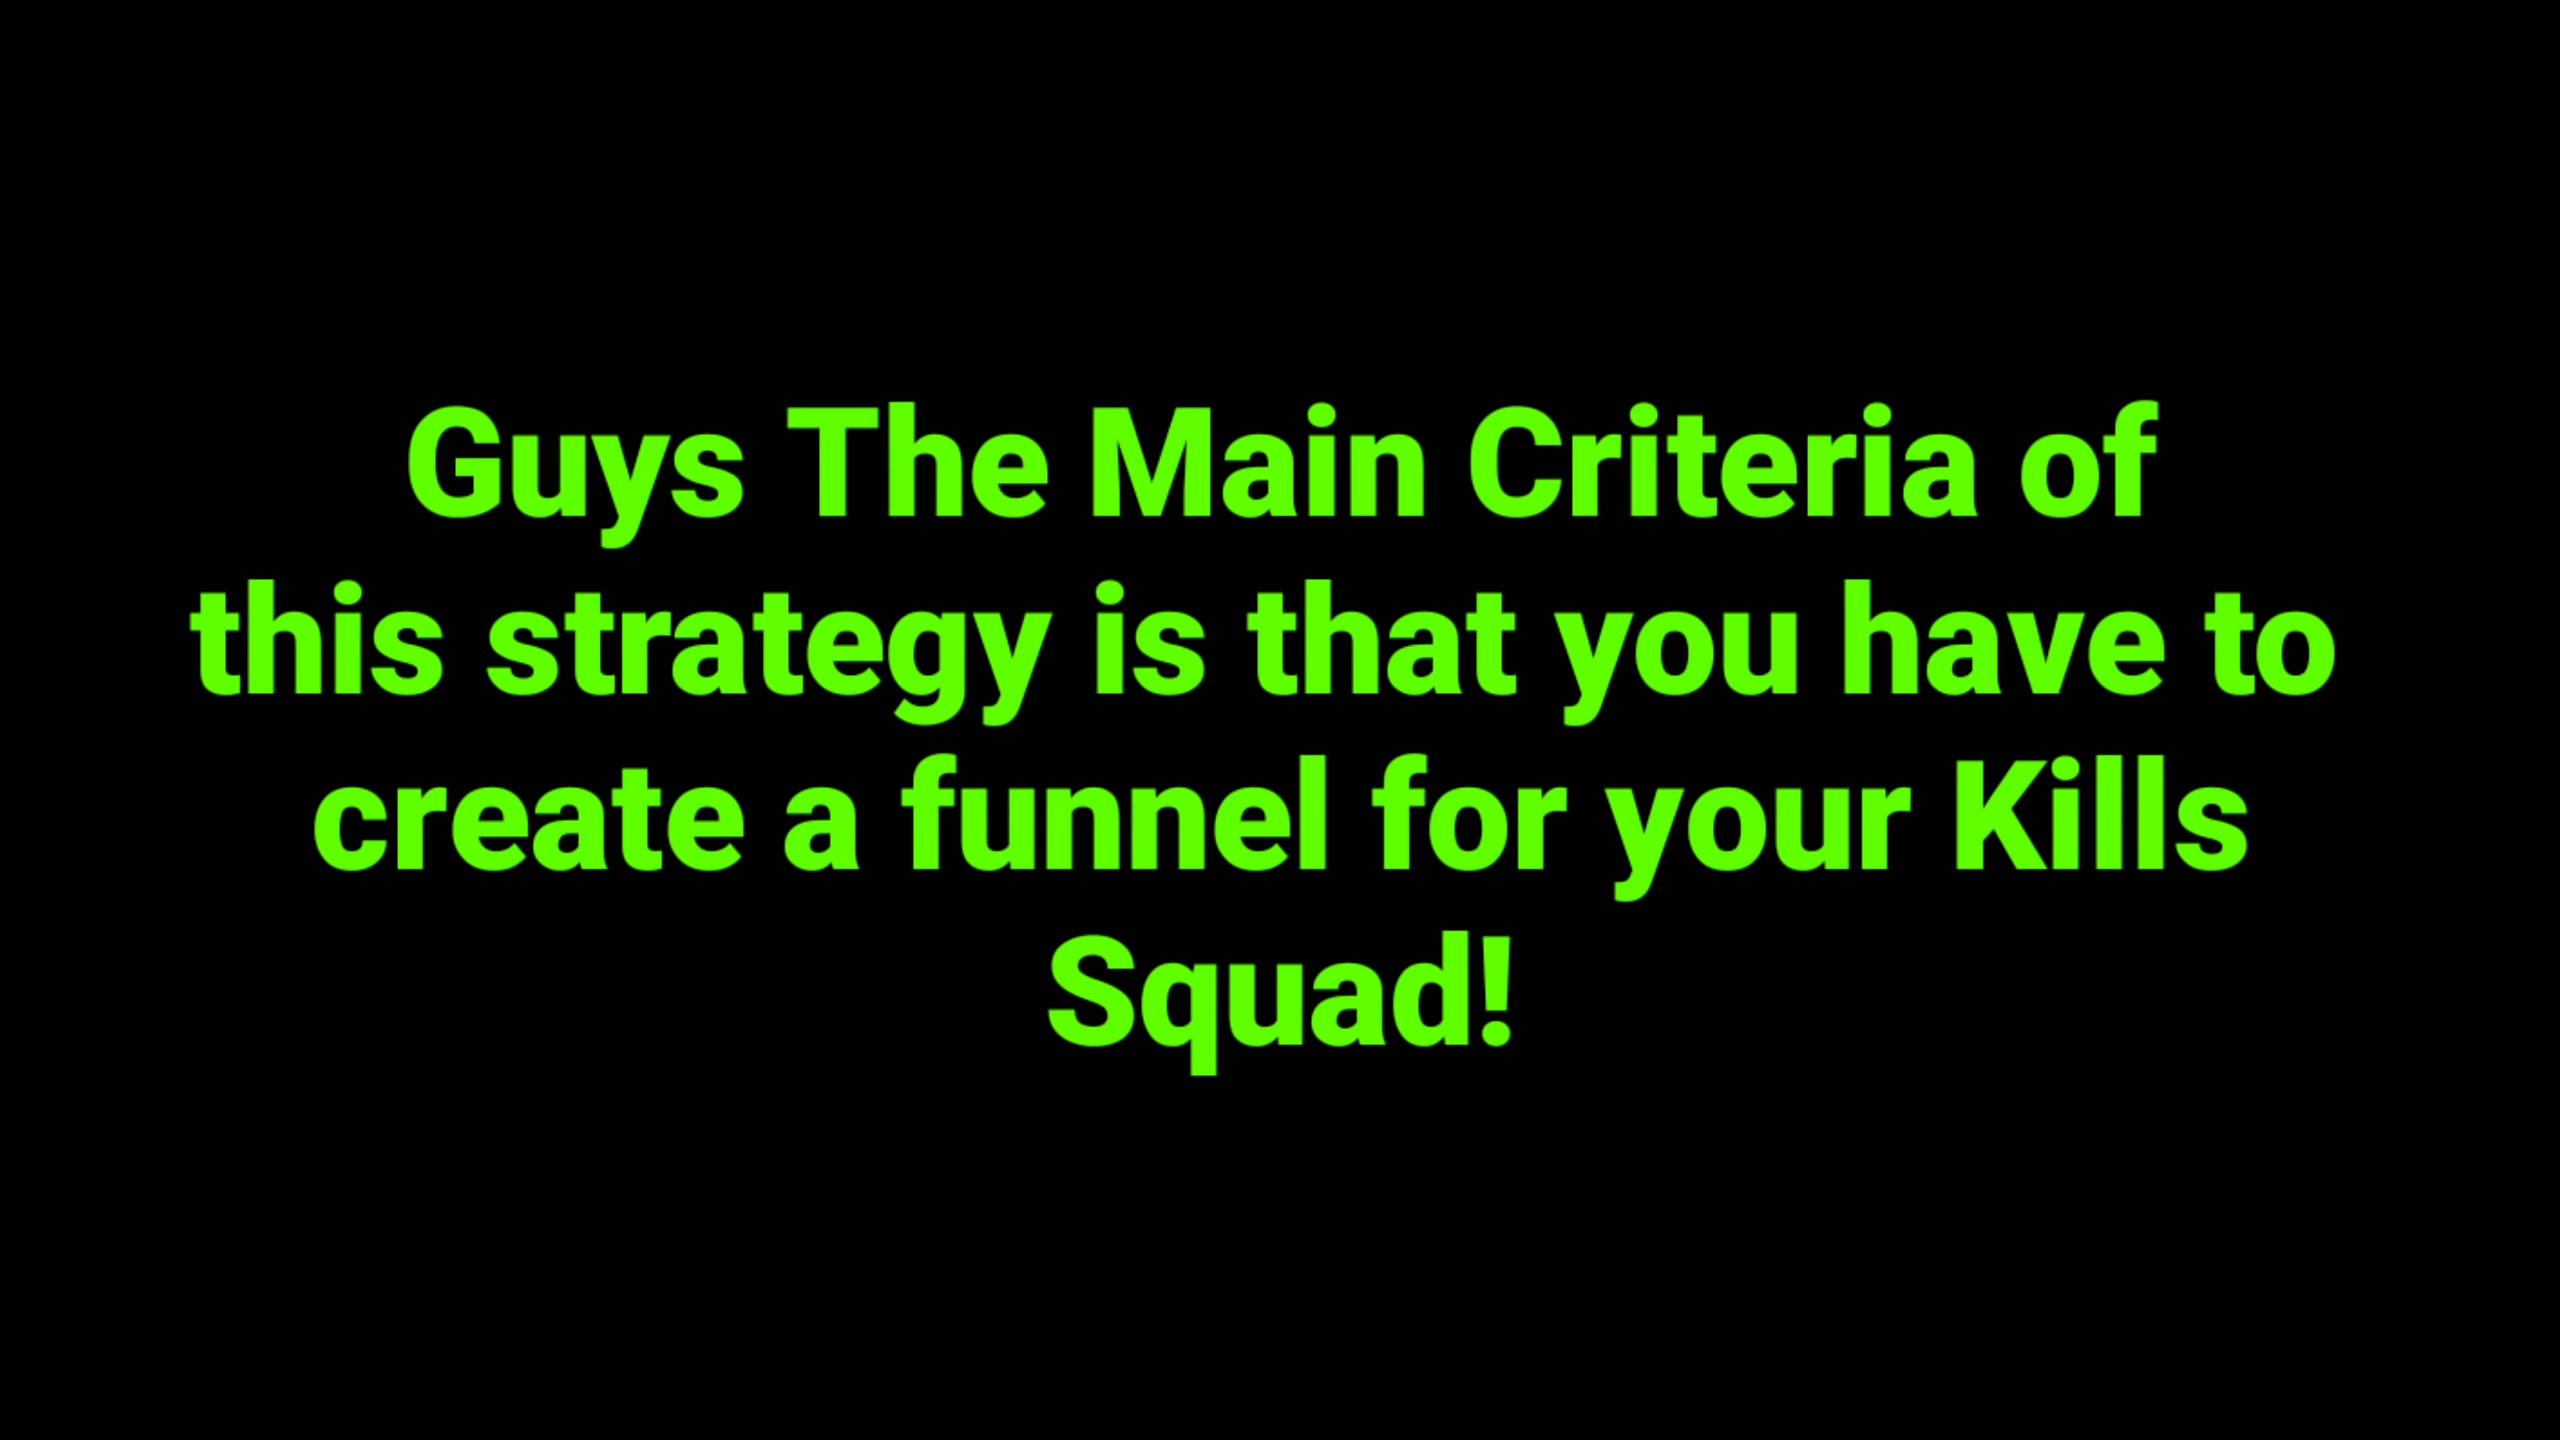 Guys The Main Criteria of
this strategy is that you have to
create a funnel for your Kills
Squad!